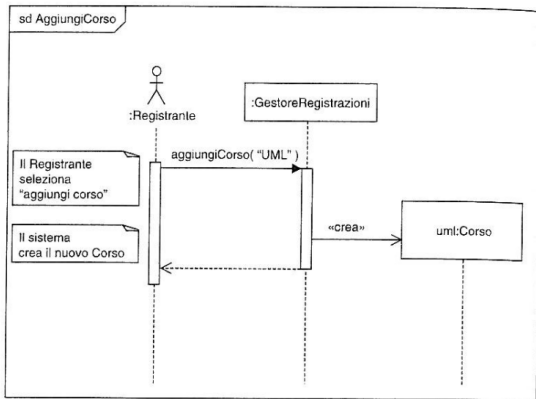 sd AggiungiCorso
:Registrante
:GestoreRegistrazioni
Il Registrante
seleziona
"aggiungi corso"
aggiungiCorso( "UML" )
Il sistema
crea il nuovo Corso
«crea»
uml:Corso